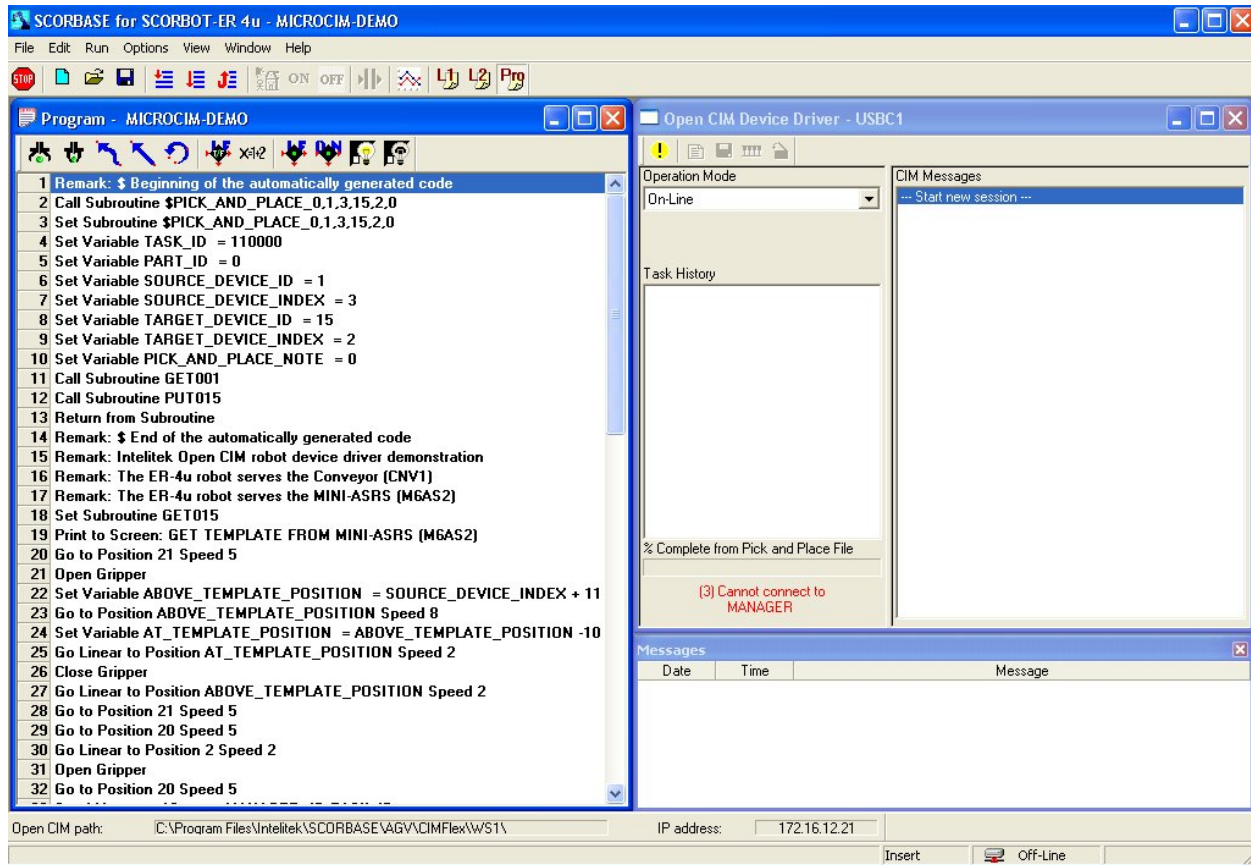 SCORBASE for SCORBOT-ER 4u - MICROCIM-DEMO
File Edit Run Options View Window Help
STOP ON OFF L1 L2 Prg
Program - MICROCIM-DEMO
X=1+2
1 Remark: $ Beginning of the automatically generated code
2 Call Subroutine $PICK_AND_PLACE_0,1,3,15,2,0
3 Set Subroutine $PICK_AND_PLACE_0,1,3,15,2,0
4 Set Variable TASK_ID = 110000
5 Set Variable PART_ID = 0
6 Set Variable SOURCE_DEVICE_ID = 1
7 Set Variable SOURCE_DEVICE_INDEX = 3
8 Set Variable TARGET_DEVICE_ID = 15
9 Set Variable TARGET_DEVICE_INDEX = 2
10 Set Variable PICK_AND_PLACE_NOTE = 0
11 Call Subroutine GET001
12 Call Subroutine PUT015
13 Return from Subroutine
14 Remark: $ End of the automatically generated code
15 Remark: Intelitek Open CIM robot device driver demonstration
16 Remark: The ER-4u robot serves the Conveyor (CNV1)
17 Remark: The ER-4u robot serves the MINI-ASRS (M6AS2)
18 Set Subroutine GET015
19 Print to Screen: GET TEMPLATE FROM MINI-ASRS (M6AS2)
20 Go to Position 21 Speed 5
21 Open Gripper
22 Set Variable ABOVE_TEMPLATE_POSITION = SOURCE_DEVICE_INDEX + 11
23 Go to Position ABOVE_TEMPLATE_POSITION Speed 8
24 Set Variable AT_TEMPLATE_POSITION = ABOVE_TEMPLATE_POSITION -10
25 Go Linear to Position AT_TEMPLATE_POSITION Speed 2
26 Close Gripper
27 Go Linear to Position ABOVE_TEMPLATE_POSITION Speed 2
28 Go to Position 21 Speed 5
29 Go to Position 20 Speed 5
30 Go Linear to Position 2 Speed 2
31 Open Gripper
32 Go to Position 20 Speed 5
Open CIM Device Driver - USBC1
Operation Mode
On-Line
Task History
% Complete from Pick and Place File
(3) Cannot connect to
MANAGER
CIM Messages
--- Start new session ---
Messages
Date Time Message
Open CIM path: C:\Program Files\Intelitek\SCORBASE\AGV\CIMFlex\WS1\ IP address: 172.16.12.21
Insert Off-Line